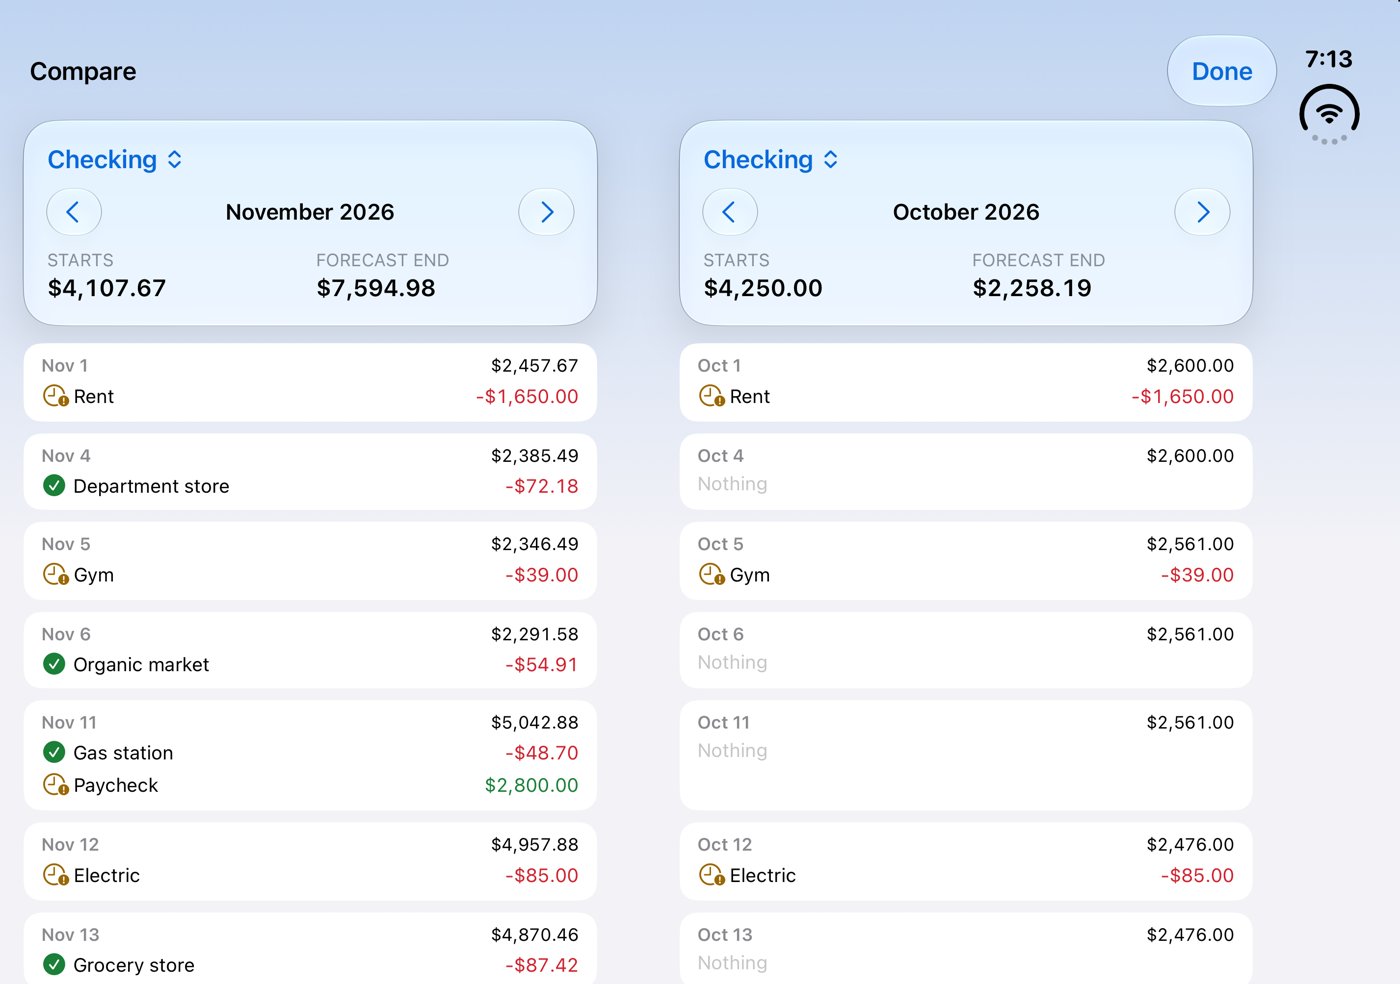 Compare
Done
7:13
Checking
November 2026
STARTS
FORECAST END
$4,107.67
$7,594.98
Nov 1
$2,457.67
Rent
-$1,650.00
Nov 4
$2,385.49
Department store
-$72.18
Nov 5
$2,346.49
Gym
-$39.00
Nov 6
$2,291.58
Organic market
-$54.91
Nov 11
$5,042.88
Gas station
-$48.70
Paycheck
$2,800.00
Nov 12
$4,957.88
Electric
-$85.00
Nov 13
$4,870.46
Grocery store
-$87.42
Checking
October 2026
STARTS
FORECAST END
$4,250.00
$2,258.19
Oct 1
$2,600.00
Rent
-$1,650.00
Oct 4
$2,600.00
Nothing
Oct 5
$2,561.00
Gym
-$39.00
Oct 6
$2,561.00
Nothing
Oct 11
$2,561.00
Nothing
Oct 12
$2,476.00
Electric
-$85.00
Oct 13
$2,476.00
Nothing